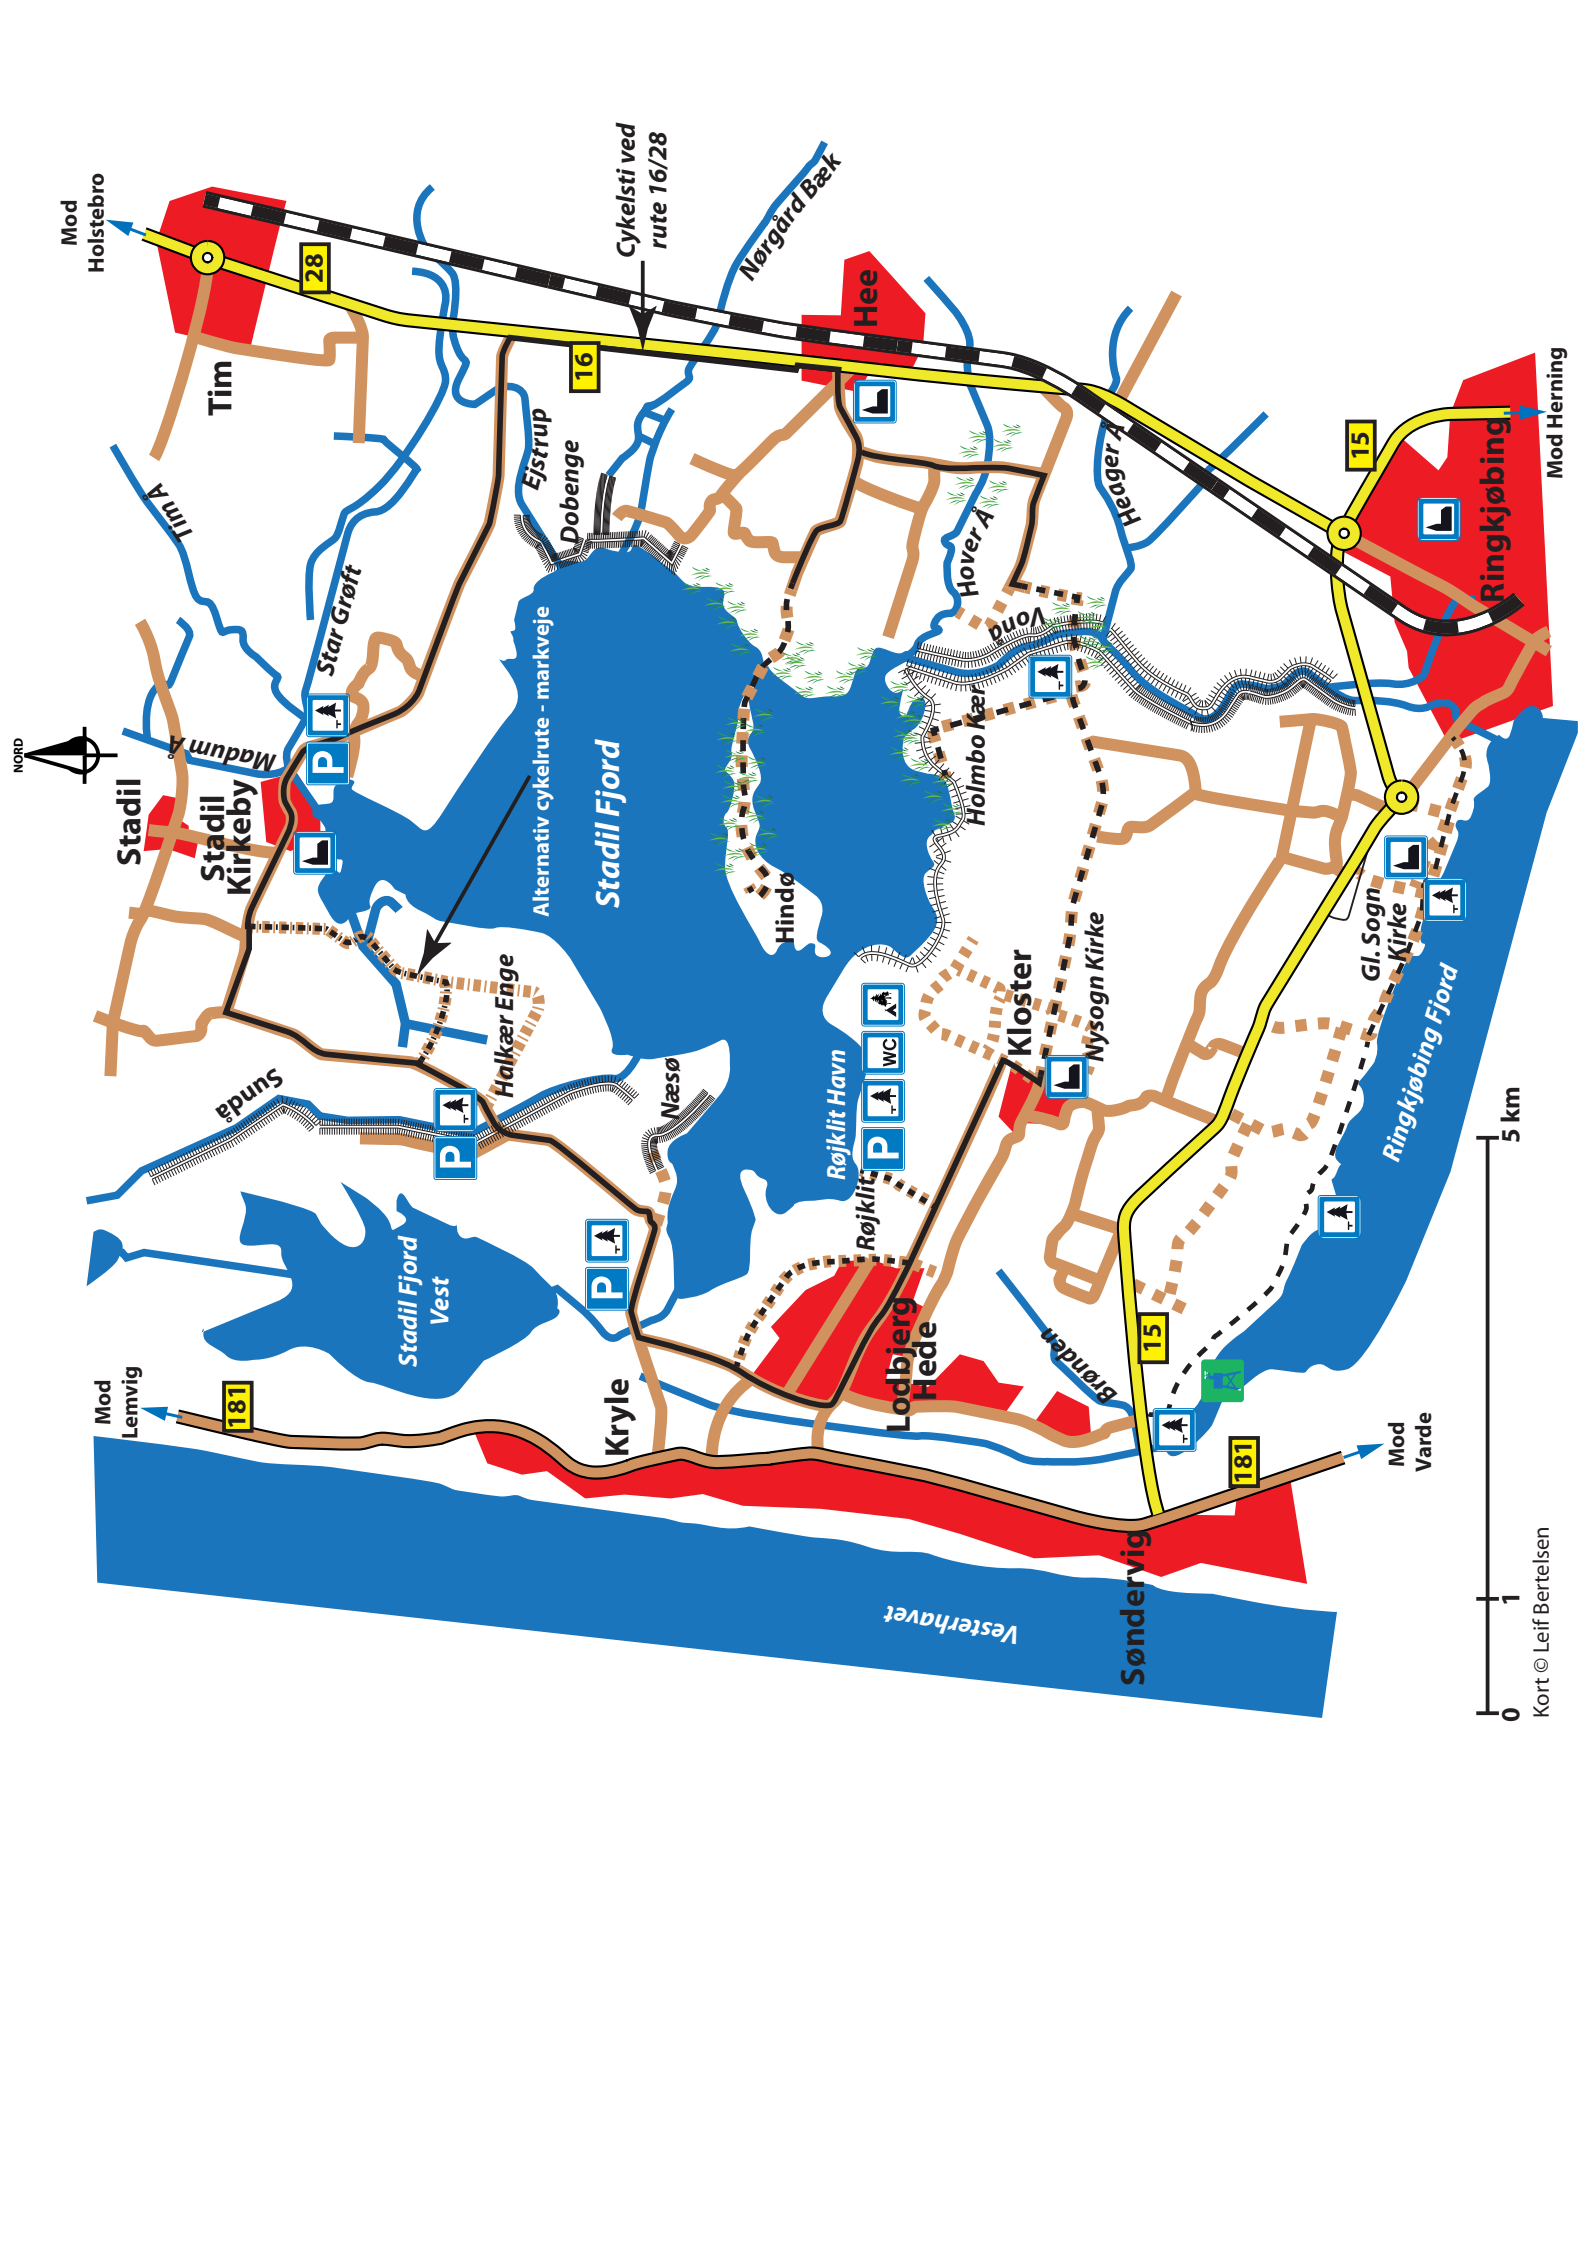 NORD
Mod
Lemvig
181
Stadil
Stadil
Kirkeby
Madum Å
Tim Å
Tim
Mod
Holstebro
28
Star Grøft
Sunså
P
P
Halkær Enge
Stadil Fjord
Vest
P
Kryle
Næsø
Alternativ cykelrute - markveje
Stadil Fjord
Ejstrup
Dobenge
16
Cykelsti ved
rute 16/28
Nørgård Bæk
Hindø
Hee
Røjklit Havn
P
WC
Røjklit
Lodbjerg
Hede
Vesterhavet
Kloster
Nysogn Kirke
Holmbo Kær
Hover Å
Vonå
Heager Å
Brønden
15
Søndervig
181
Mod
Varde
Gl. Sogn
Kirke
Ringkjøbing Fjord
15
Ringkjøbing
Mod Herning
0
1
5 km
Kort © Leif Bertelsen